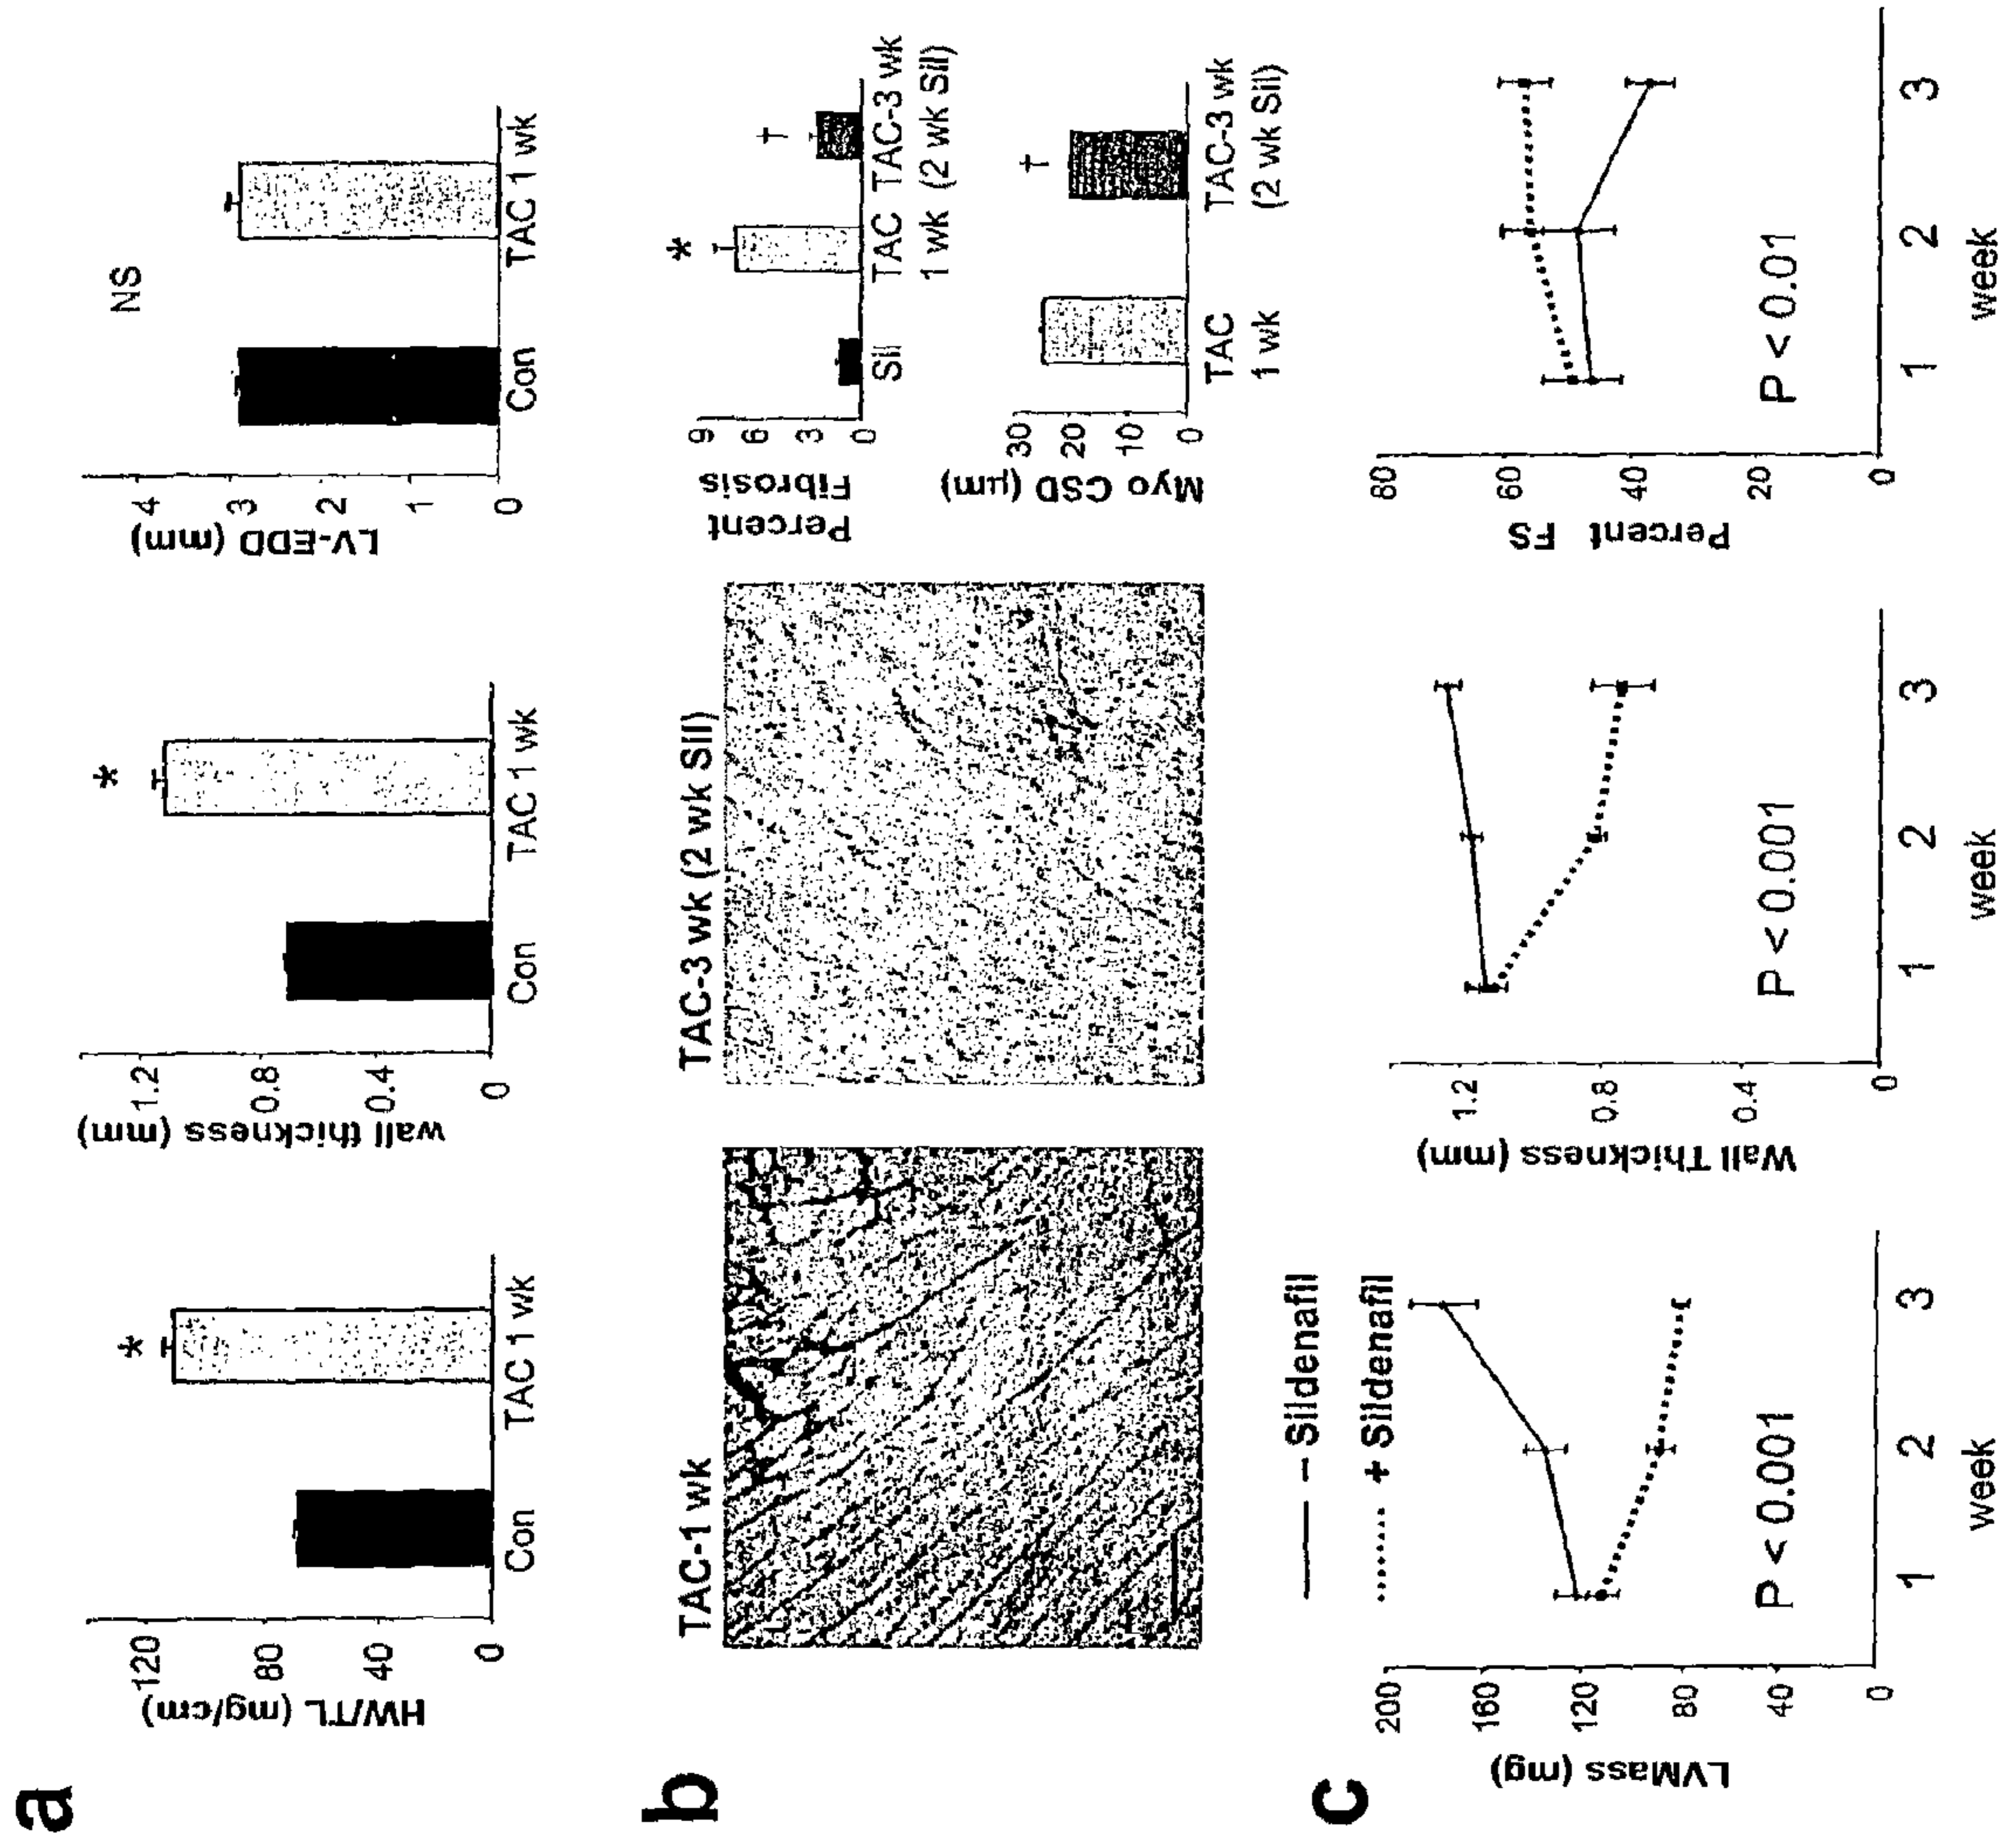 a
HW/TL (mg/cm)
120
80
40
0
*
Con
TAC 1 wk
wall thickness (mm)
1.2
0.8
0.4
0
*
Con
TAC 1 wk
LV-EDD (mm)
4
3
2
1
0
NS
Con
TAC 1 wk
b
TAC-1 wk
TAC-3 wk (2 wk Sil)
Percent
Fibrosis
9
6
3
0
*
†
Sil
TAC
1 wk
TAC-3 wk
(2 wk Sil)
Myo CSD (µm)
30
20
10
0
†
TAC
1 wk
TAC-3 wk
(2 wk Sil)
c
– Sildenafil
+ Sildenafil
LVMass (mg)
200
160
120
80
40
0
P < 0.001
1 2 3
week
Wall Thickness (mm)
1.2
0.8
0.4
0
P < 0.001
1 2 3
week
Percent FS
80
60
40
20
0
P < 0.01
1 2 3
week